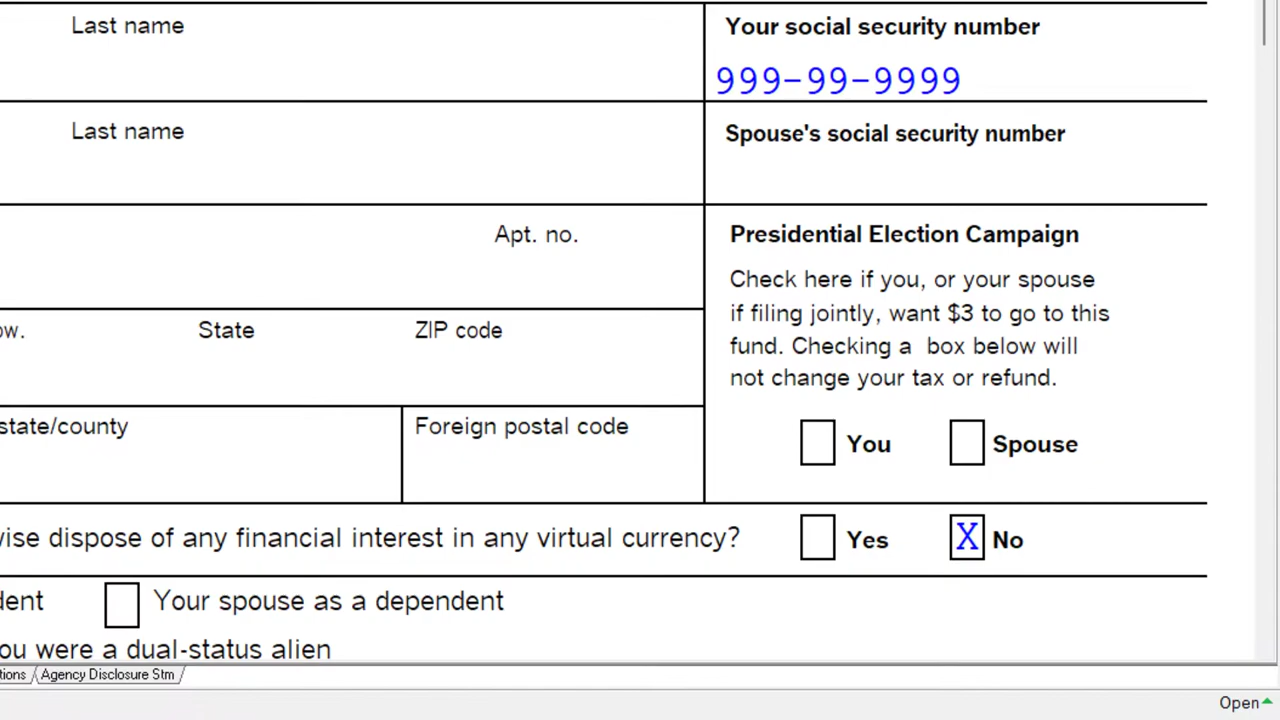 Last name
Your social security number
999-99-9999
Last name
Spouse's social security number
Apt. no.
Presidential Election Campaign
Check here if you, or your spouse
if filing jointly, want $3 to go to this
fund. Checking a box below will
not change your tax or refund.
ow.
State
ZIP code
state/county
Foreign postal code
You
Spouse
wise dispose of any financial interest in any virtual currency?
Yes
X No
dent
Your spouse as a dependent
ou were a dual-status alien
tions
Agency Disclosure Stm
Open